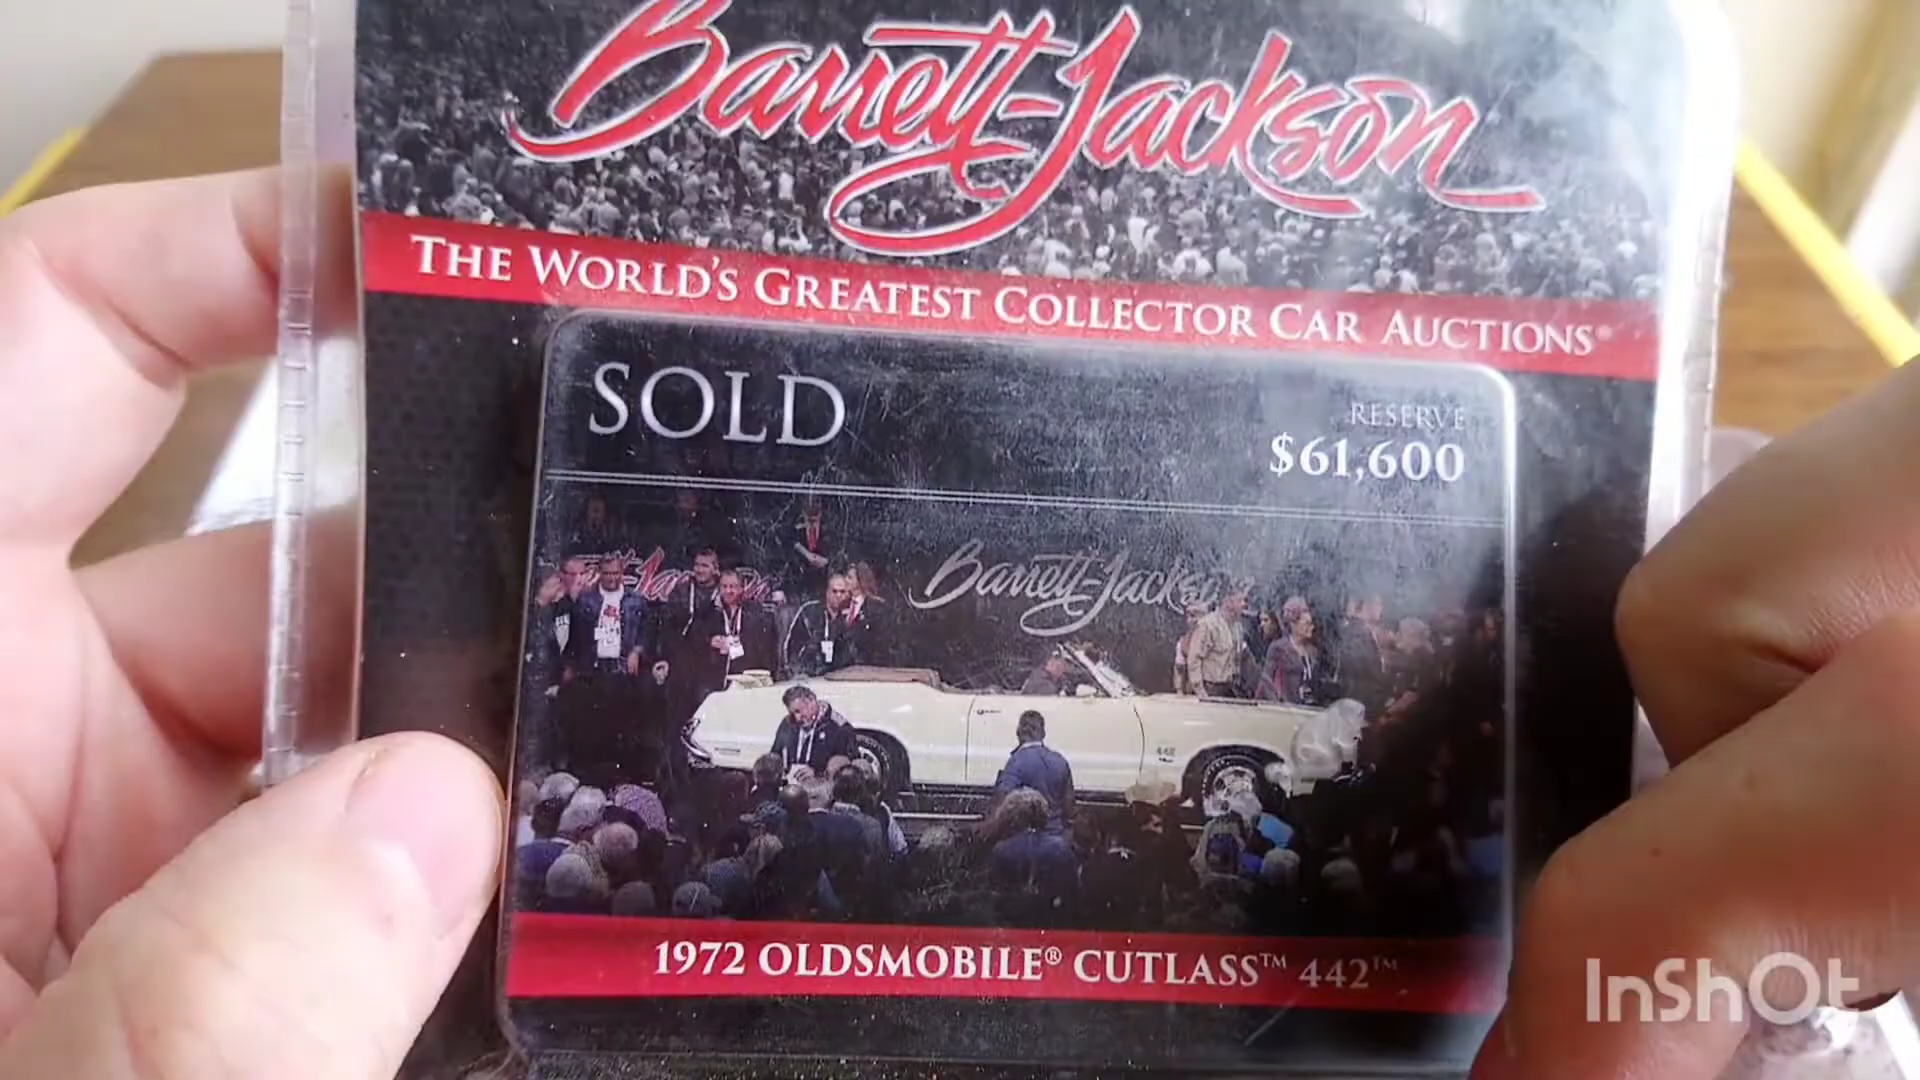 Barrett-Jackson
THE WORLD'S GREATEST COLLECTOR CAR AUCTIONS®
SOLD
RESERVE
$61,600
Barrett-Jackson
442
1972 OLDSMOBILE® CUTLASS™ 442™
InShOt